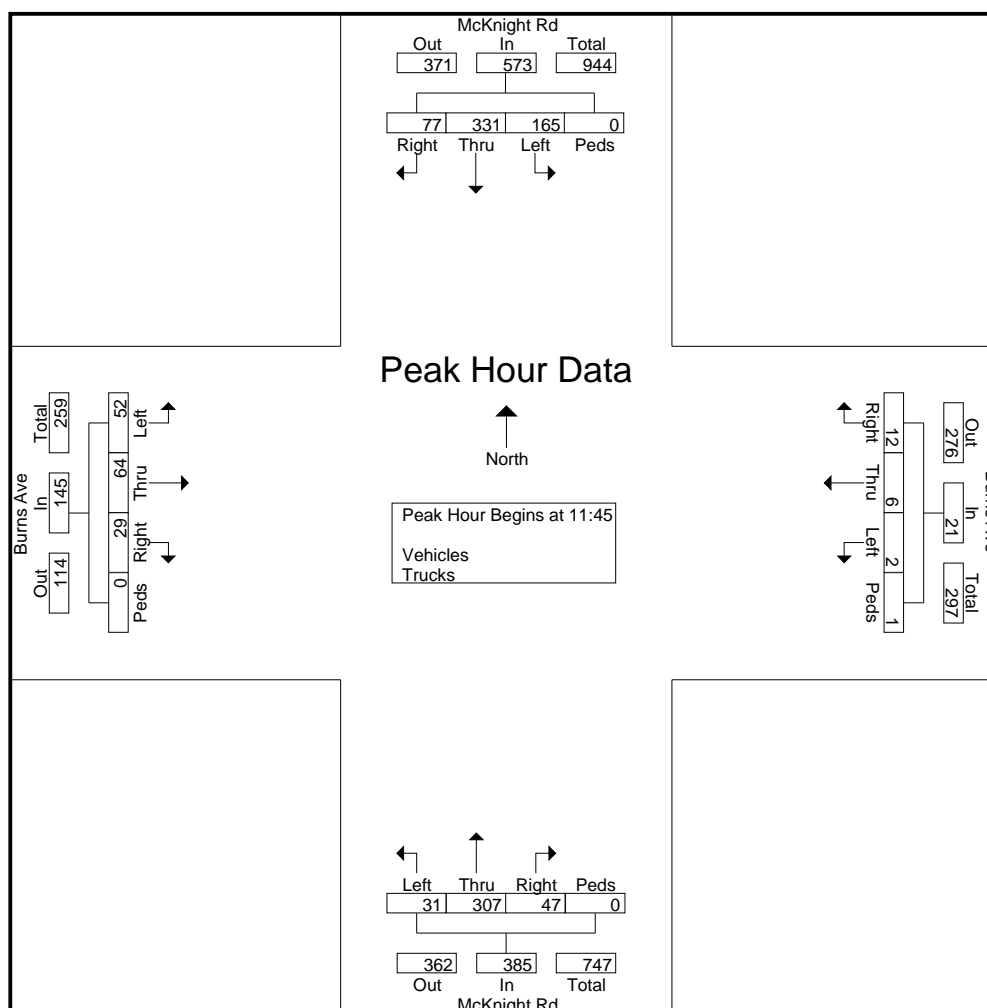 McKnight Rd
Out In Total
371 573 944
77 331 165 0
Right Thru Left Peds
Peak Hour Data
North
Peak Hour Begins at 11:45
Vehicles
Trucks
Burns Ave
Total In Out
259 145 114
52 64 29 0
Left Thru Right Peds
Right Thru Left Peds
12 6 2 1
Out In Total
276 21 297
Left Thru Right Peds
31 307 47 0
362 385 747
Out In Total
McKnight Rd